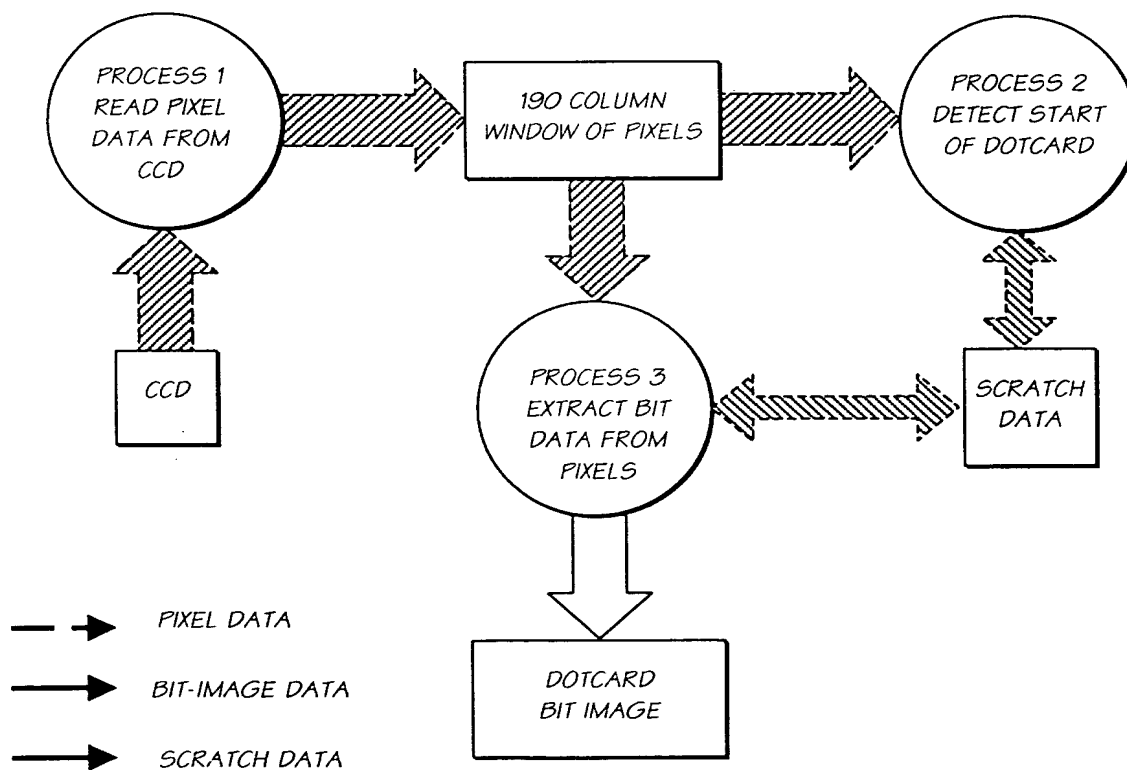 PROCESS 1
READ PIXEL
DATA FROM
CCD
190 COLUMN
WINDOW OF PIXELS
PROCESS 2
DETECT START
OF DOTCARD
CCD
PROCESS 3
EXTRACT BIT
DATA FROM
PIXELS
SCRATCH
DATA
PIXEL DATA
BIT-IMAGE DATA
SCRATCH DATA
DOTCARD
BIT IMAGE